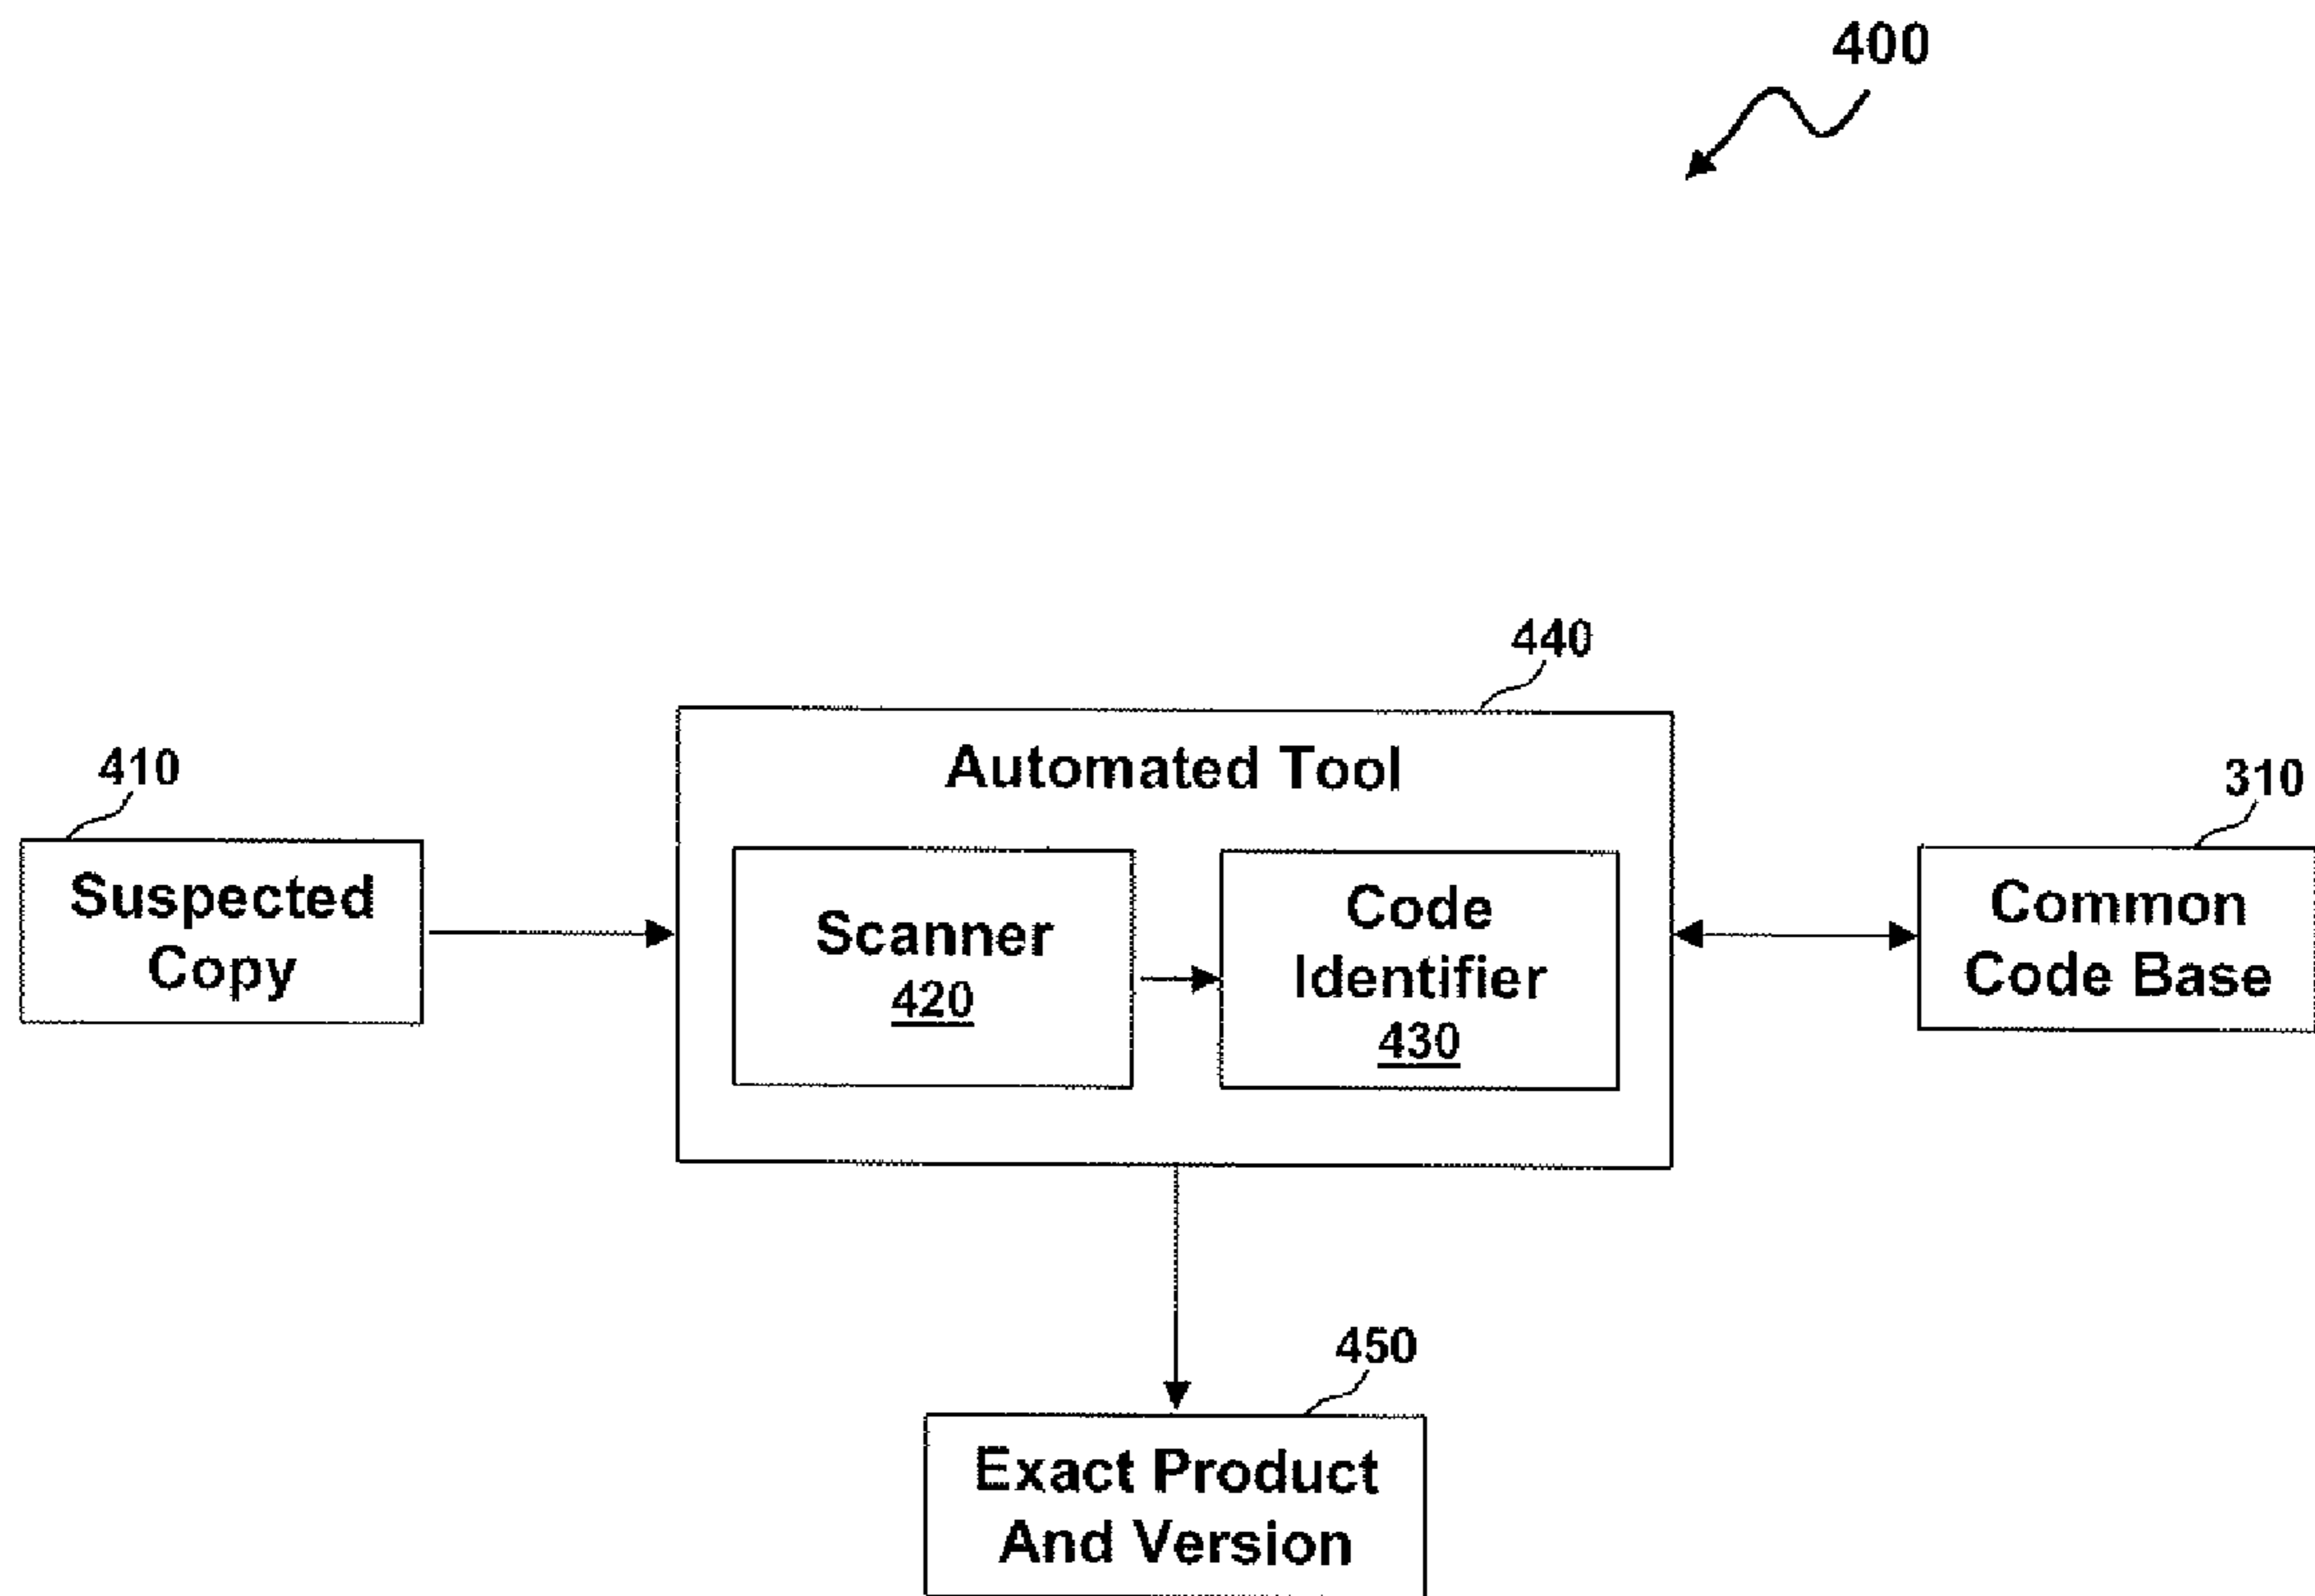 400
440
Automated Tool
410
310
Suspected
Copy
Scanner
420
Code
Identifier
430
Common
Code Base
450
Exact Product
And Version